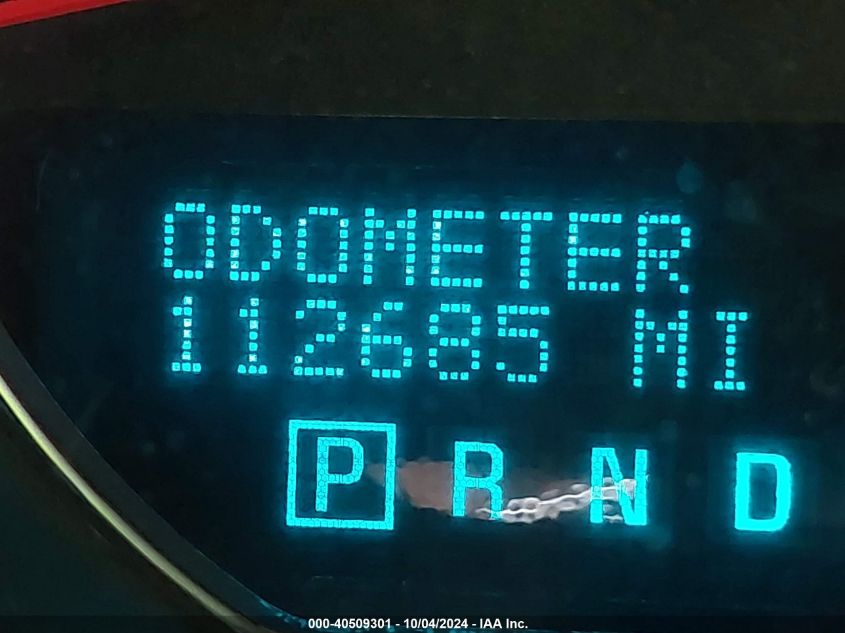 ODOMETER
112685 MI
P R N D
000-40509301 - 10/04/2024 - IAA Inc.